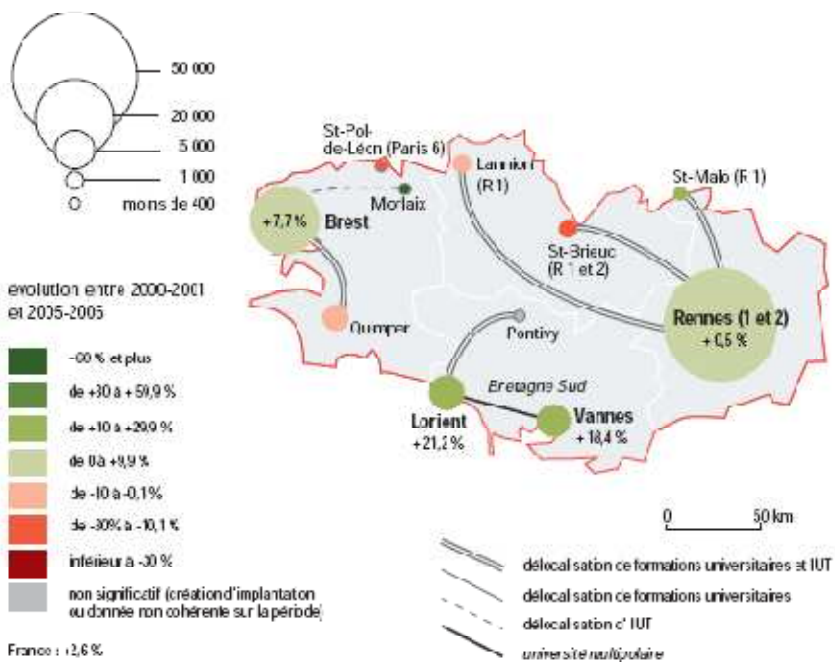 50 000
20 000
5 000
1 000
moins de 400
évolution entre 2000-2001
et 2005-2006
de +30 à +59,9 %
de +10 à +29,9 %
de 0 à +9,9 %
de -10 à -0,1 %
de -30% à -10,1 %
inférieur à -30 %
non significatif (création d'implantation
ou donnée non cohérente sur la période)
France : +2,6 %
St-Pol-
de-Léon (Paris 6)
Morlaix
Lannion
(R1)
St-Malo (R 1)
+7,7 %
Brest
St-Brieuc
(R 1 et 2)
Quimper
Pontivy
Rennes (1 et 2)
Bretagne Sud
Lorient
+21,2 %
Vannes
+ 18,4 %
0 50 km
délocalisation de formations universitaires et IUT
délocalisation de formations universitaires
délocalisation d'IUT
université multipolaire